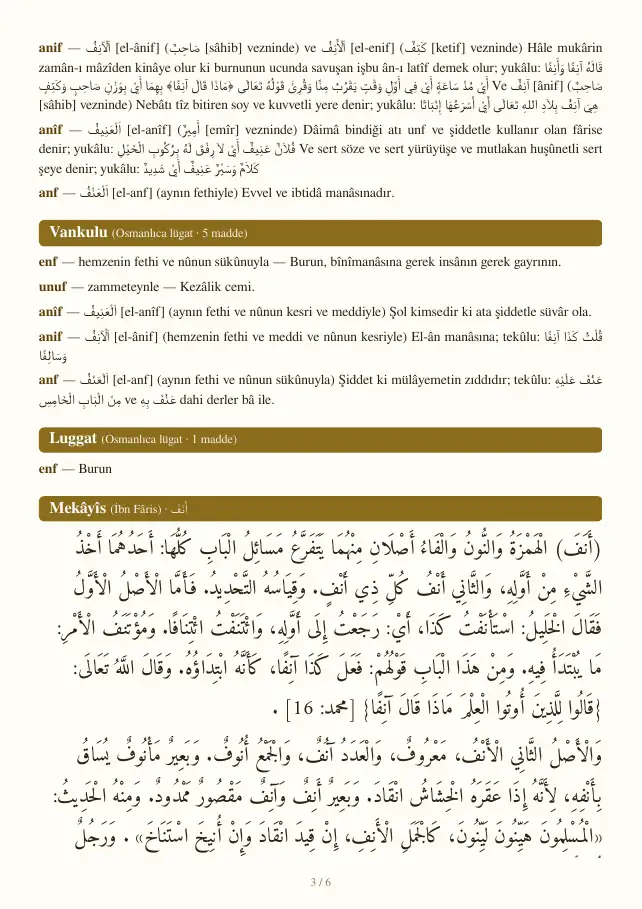 anif — اَلْآنِفُ [el-ânif] (صَاحِبٌ [sâhib] vezninde) ve اَلْأَنِفُ [el-enif] (كَتِفٌ [ketif] vezninde) Hâle mukârin
zamân-ı mâzîden kinâye olur ki burnunun ucunda savuşan işbu ân-ı latîf demek olur; yukâlu: قَالَهُ آنِفًا وَأَنِفًا
أَيْ مُذْ سَاعَةٍ أَيْ فِي أَوَّلِ وَقْتٍ يَقْرُبُ مِنَّا وَقُرِئَ قَوْلُهُ تَعَالَى ﴿مَاذَا قَالَ آنِفًا﴾ بِهِمَا أَيْ بِوَزْنِ صَاحِبٍ وَكَتِفٍ Ve آنِفٌ [ânif] (صَاحِبٌ
[sâhib] vezninde) Nebâtı tîz bitiren soy ve kuvvetli yere denir; yukâlu: هِيَ آنِفُ بِلَادِ اللهِ تَعَالَى أَيْ أَسْرَعُهَا إِنْبَاتًا
anîf — اَلْعَنِيفُ [el-anîf] (أَمِيرٌ [emîr] vezninde) Dâimâ bindiği atı unf ve şiddetle kullanır olan fârise
denir; yukâlu: فُلَانٌ عَنِيفٌ أَيْ لَا رِفْقَ لَهُ بِرُكُوبِ الْخَيْلِ Ve sert söze ve sert yürüyüşe ve mutlakan huşûnetli sert
şeye denir; yukâlu: كَلَامٌ وَسَيْرٌ عَنِيفٌ أَيْ شَدِيدٌ
anf — اَلْعَنْفُ [el-anf] (aynın fethiyle) Evvel ve ibtidâ manâsınadır.
Vankulu (Osmanlıca lügat · 5 madde)
enf — hemzenin fethi ve nûnun sükûnuyla — Burun, bînîmanâsına gerek insânın gerek gayrının.
unuf — zammeteynle — Kezâlik cemi.
anîf — اَلْعَنِيفُ [el-anîf] (aynın fethi ve nûnun kesri ve meddiyle) Şol kimsedir ki ata şiddetle süvâr ola.
anif — اَلْآنِفُ [el-ânif] (hemzenin fethi ve meddi ve nûnun kesriyle) El-ân manâsına; tekûlu: قُلْتُ كَذَا آنِفًا
وَسَالِفًا
anf — اَلْعَنْفُ [el-anf] (aynın fethi ve nûnun sükûnuyla) Şiddet ki mülâyemetin zıddıdır; tekûlu: عَنْف عَلَيْهِ
مِنَ الْبَابِ الْخَامِسِ ve عَنُفَ بِهِ dahi derler bâ ile.
Luggat (Osmanlıca lügat · 1 madde)
enf — Burun
Mekâyîs (İbn Fâris) · أنف
(أَنَفَ) الْهَمْزَةُ وَالنُّونُ وَالْفَاءُ أَصْلَانِ مِنْهُمَا يَتَفَرَّعُ مَسَائِلُ الْبَابِ كُلُّهَا: أَحَدُهُمَا أَخْذُ
الشَّيْءِ مِنْ أَوَّلِهِ، وَالثَّانِي أَنْفُ كُلِّ ذِي أَنْفٍ. وَقِيَاسُهُ التَّحْدِيدُ. فَأَمَّا الْأَصْلُ الْأَوَّلُ
فَقَالَ الْخَلِيلُ: اسْتَأْنَفْتُ كَذَا، أَيْ: رَجَعْتُ إِلَى أَوَّلِهِ، وَائْتَنَفْتُ ائْتِنَافًا. وَمُؤْتَنَفُ الْأَمْرِ:
مَا يُبْتَدَأُ فِيهِ. وَمِنْ هَذَا الْبَابِ قَوْلُهُمْ: فَعَلَ كَذَا آنِفًا، كَأَنَّهُ ابْتِدَاؤُهُ. وَقَالَ اللَّهُ تَعَالَى:
{قَالُوا لِلَّذِينَ أُوتُوا الْعِلْمَ مَاذَا قَالَ آنِفًا} [محمد: 16] .
وَالْأَصْلُ الثَّانِي الْأَنْفُ، مَعْرُوفٌ، وَالْعَدَدُ آنُفٌ، وَالْجَمْعُ أُنُوفٌ. وَبَعِيرٌ مَأْنُوفٌ يُسَاقُ
بِأَنْفِهِ، لِأَنَّهُ إِذَا عَقَرَهُ الْخِشَاشُ انْقَادَ. وَبَعِيرٌ أَنِفٌ وَآنِفٌ مَقْصُورٌ مَمْدُودٌ. وَمِنْهُ الْحَدِيثُ:
«الْمُسْلِمُونَ هَيِّنُونَ لَيِّنُونَ، كَالْجَمَلِ الْأَنِفِ، إِنْ قِيدَ انْقَادَ وَإِنْ أُنِيخَ اسْتَنَاخَ» . وَرَجُلٌ
3 / 6